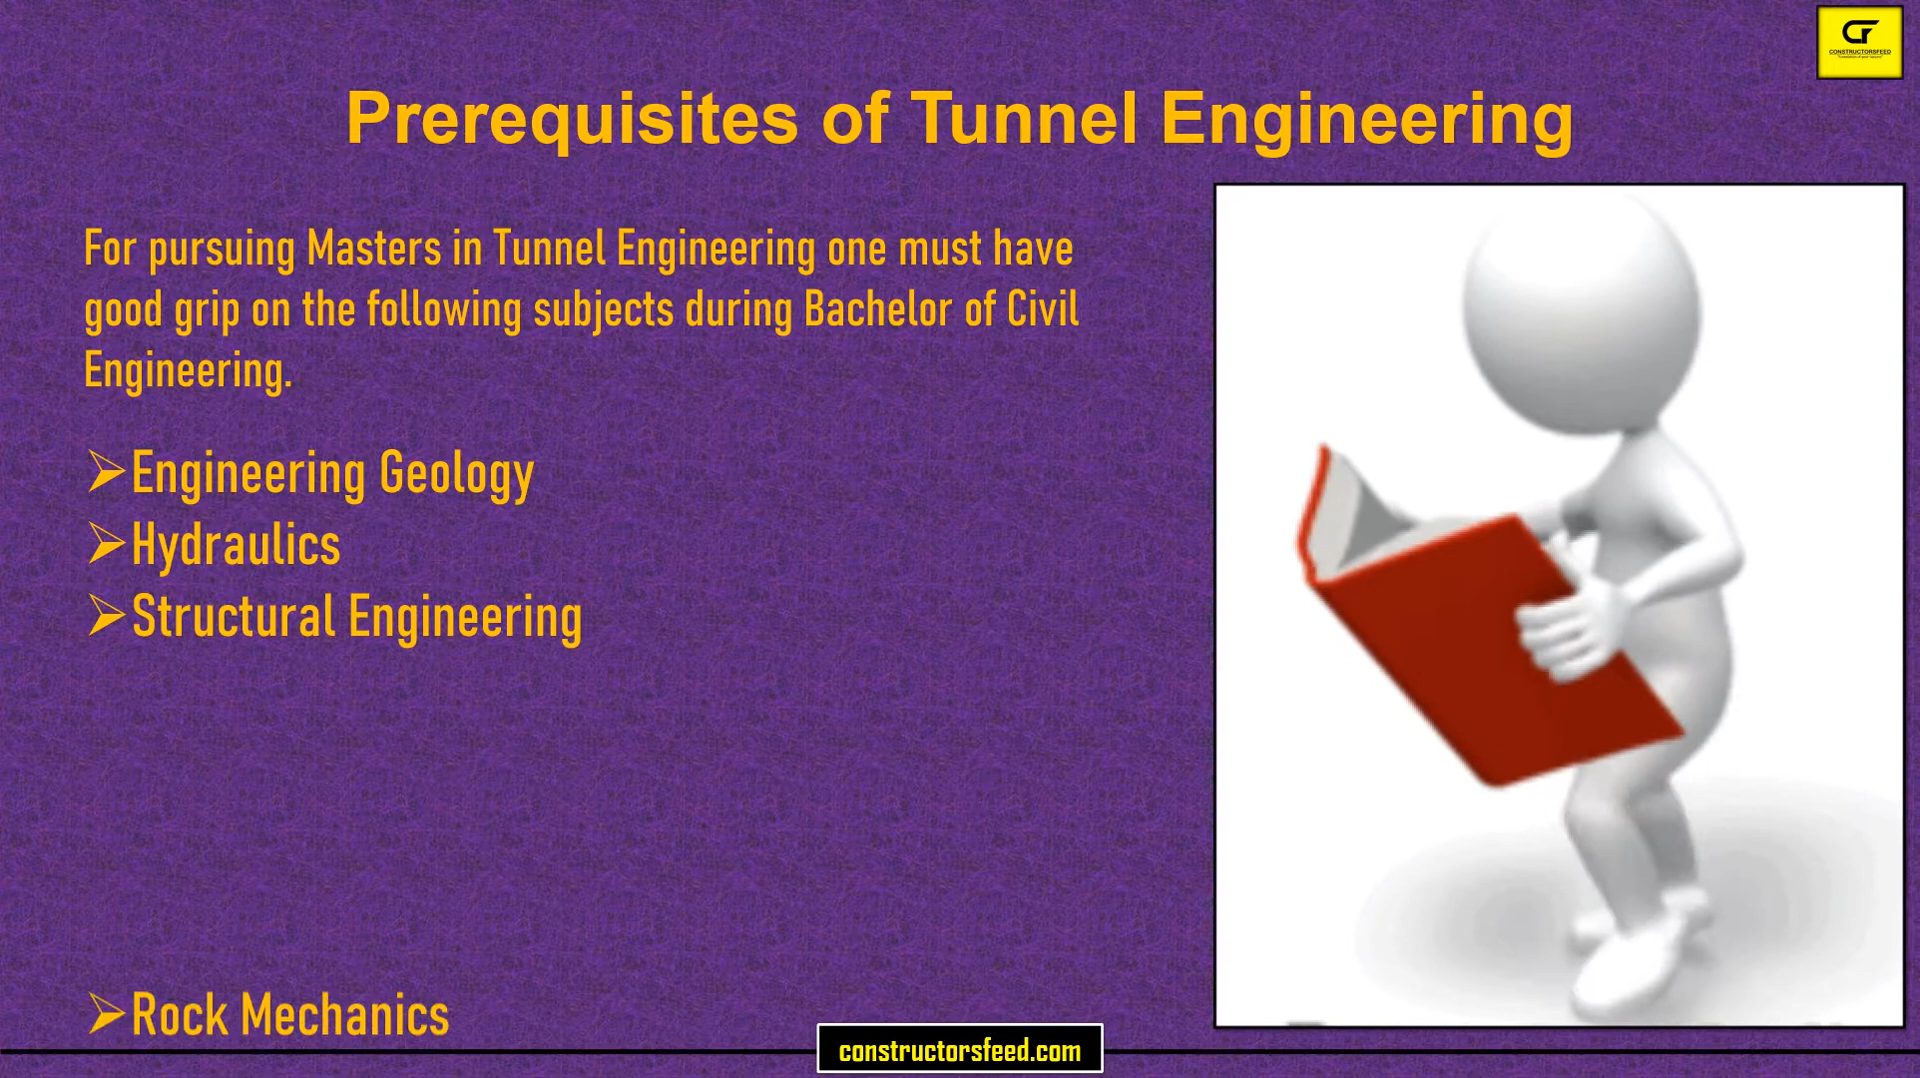 CONSTRUCTORSFEED
Prerequisites of Tunnel Engineering
For pursuing Masters in Tunnel Engineering one must have
good grip on the following subjects during Bachelor of Civil
Engineering.
➢Engineering Geology
➢Hydraulics
➢Structural Engineering
➢Rock Mechanics
constructorsfeed.com